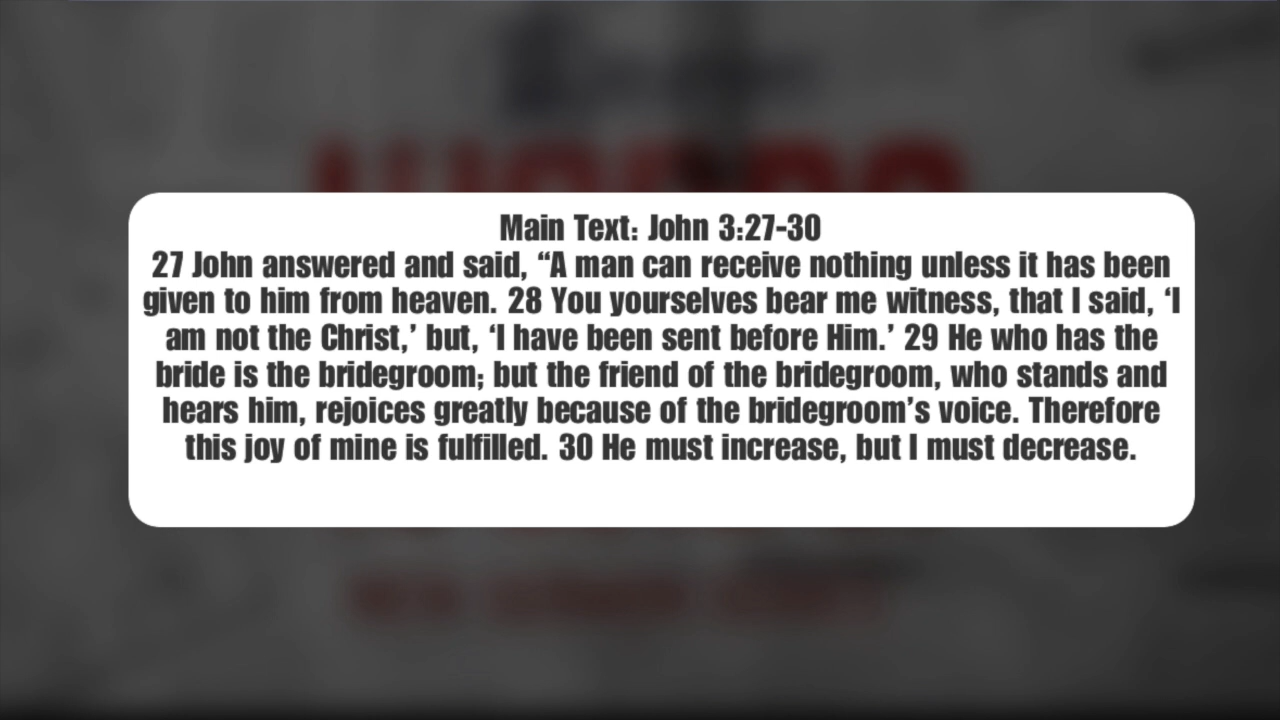 Main Text: John 3:27-30
27 John answered and said, “A man can receive nothing unless it has been
given to him from heaven. 28 You yourselves bear me witness, that I said, ‘I
am not the Christ,’ but, ‘I have been sent before Him.’ 29 He who has the
bride is the bridegroom; but the friend of the bridegroom, who stands and
hears him, rejoices greatly because of the bridegroom’s voice. Therefore
this joy of mine is fulfilled. 30 He must increase, but I must decrease.